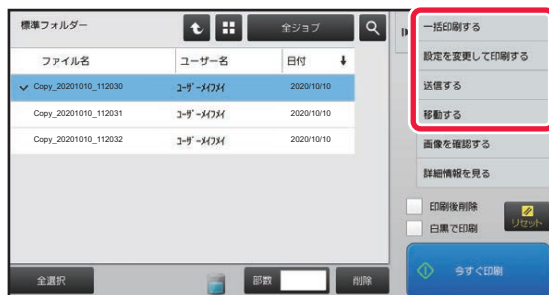 標準フォルダー
全ジョブ
ファイル名 ユーザー名 日付
Copy_20201010_112030 ユーザーメイフメイ 2020/10/10
Copy_20201010_112031 ユーザーメイフメイ 2020/10/10
Copy_20201010_112032 ユーザーメイフメイ 2020/10/10
全選択
部数
削除
一括印刷する
設定を変更して印刷する
送信する
移動する
画像を確認する
詳細情報を見る
印刷後削除
白黒で印刷
リセット
今すぐ印刷